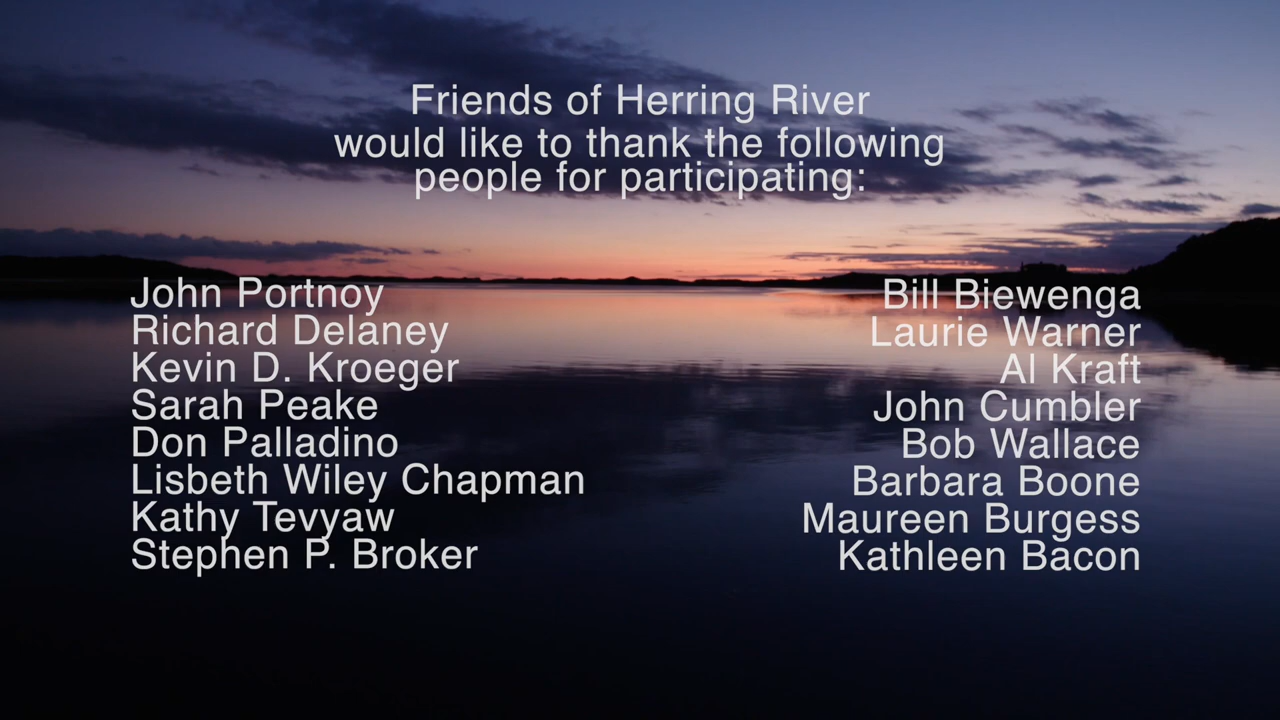 Friends of Herring River
would like to thank the following
people for participating:
John Portnoy
Richard Delaney
Kevin D. Kroeger
Sarah Peake
Don Palladino
Lisbeth Wiley Chapman
Kathy Tevyaw
Stephen P. Broker
Bill Biewenga
Laurie Warner
Al Kraft
John Cumbler
Bob Wallace
Barbara Boone
Maureen Burgess
Kathleen Bacon